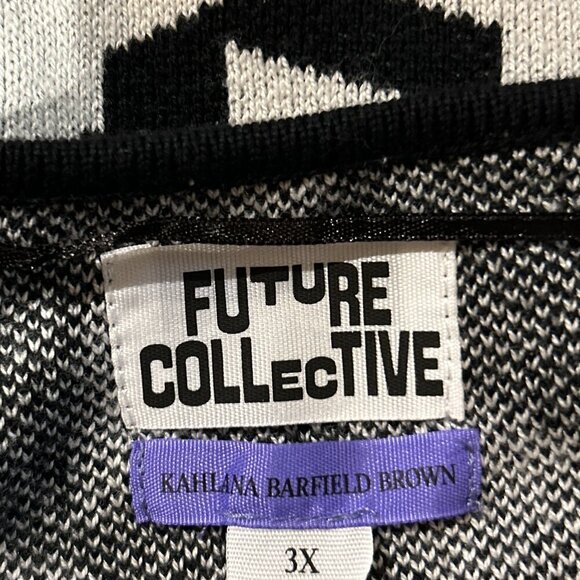 FUTURE
COLLECTIVE
KAHLANA BARFIELD BROWN
3X